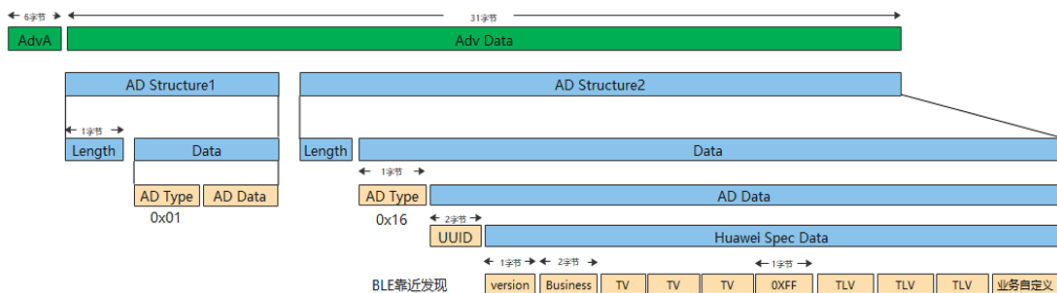 6字节 31字节
AdvA Adv Data
AD Structure1 AD Structure2
1字节
Length Data Length Data
1字节
AD Type AD Data AD Type AD Data
0x01 0x16 2字节
UUID Huawei Spec Data
1字节 2字节 1字节
BLE靠近发现 version Business TV TV TV 0XFF TLV TLV TLV 业务自定义